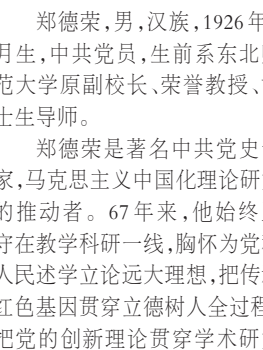 郑德荣,男,汉族,1926年
月生,中共党员,生前系东北
范大学原副校长、荣誉教授、
士生导师。
郑德荣是著名中共党史
家,马克思主义中国化理论研
的推动者。67年来,他始终
守在教学科研一线,胸怀为党
人民述学立论远大理想,把传
红色基因贯穿立德树人全过程
把党的创新理论贯穿学术研